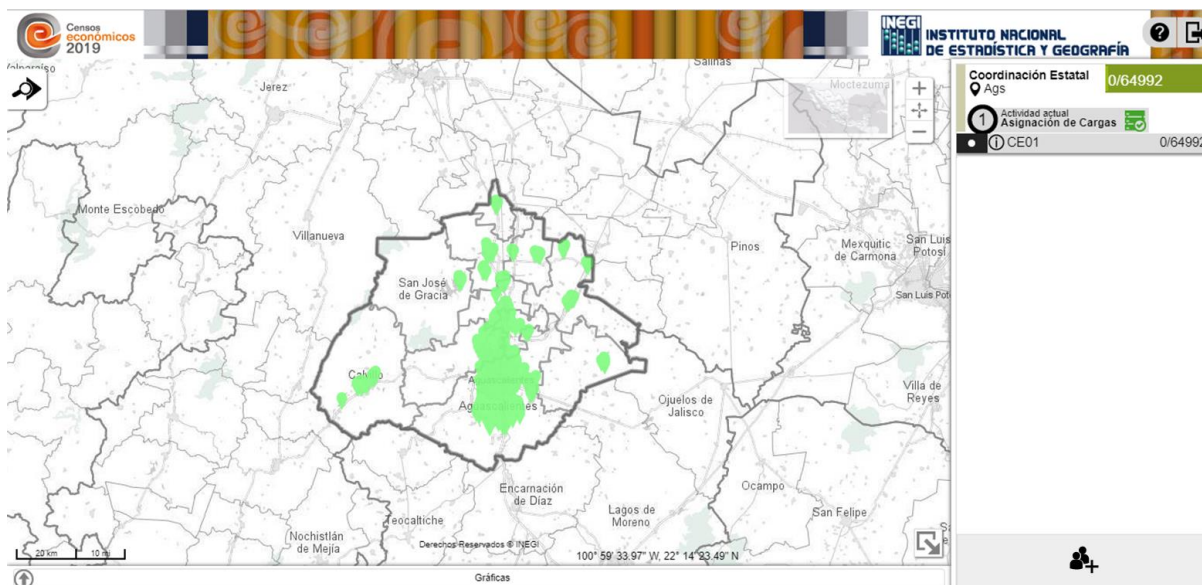 Censos
económicos
2019
INEGI
INSTITUTO NACIONAL
DE ESTADÍSTICA Y GEOGRAFÍA
?
Salinas
Jerez
Moctezuma
Coordinación Estatal
Ags
0/64992
1
Actividad actual
Asignación de Cargas
CE01
0/64992
Monte Escobedo
Villanueva
Pinos
Mexquitic
de Carmona
San Luis
Potosí
San José
de Gracia
San Luis Pot
Aguascalientes
Villa de
Reyes
Ojuelos de
Jalisco
Encarnación
de Díaz
Ocampo
Lagos de
Moreno
San Felipe
Teocaltiche
Nochistlán
de Mejía
Derechos Reservados © INEGI
100° 59' 33.97" W, 22° 14' 23.49" N
20 km
10 mi
Gráficas